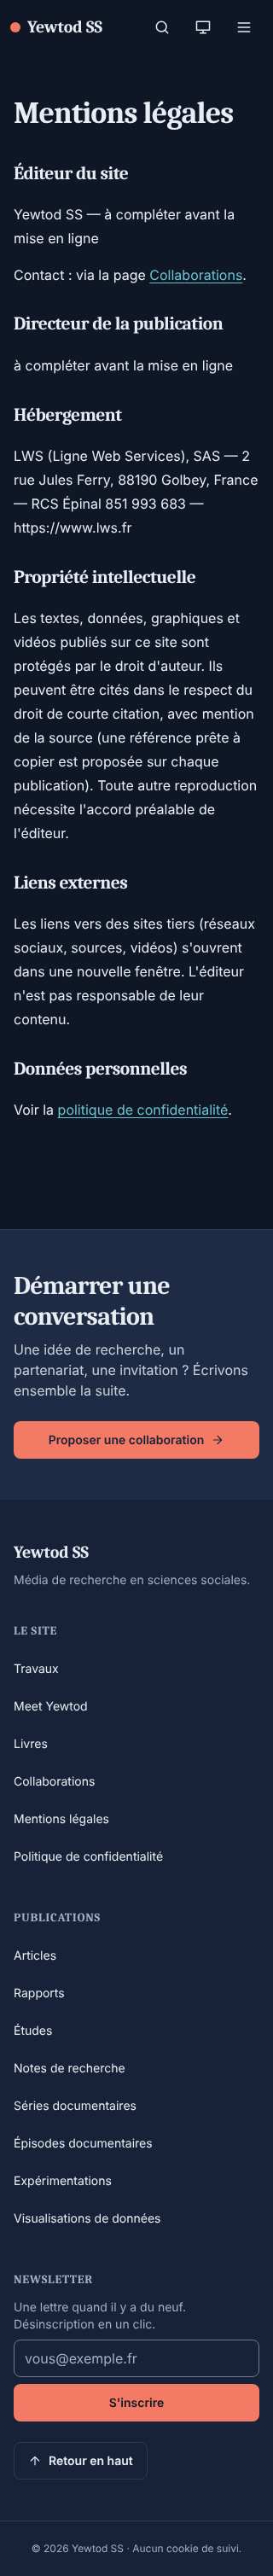 Yewtod SS
Mentions légales
Éditeur du site
Yewtod SS — à compléter avant la
mise en ligne
Contact : via la page Collaborations.
Directeur de la publication
à compléter avant la mise en ligne
Hébergement
LWS (Ligne Web Services), SAS — 2
rue Jules Ferry, 88190 Golbey, France
— RCS Épinal 851 993 683 —
https://www.lws.fr
Propriété intellectuelle
Les textes, données, graphiques et
vidéos publiés sur ce site sont
protégés par le droit d'auteur. Ils
peuvent être cités dans le respect du
droit de courte citation, avec mention
de la source (une référence prête à
copier est proposée sur chaque
publication). Toute autre reproduction
nécessite l'accord préalable de
l'éditeur.
Liens externes
Les liens vers des sites tiers (réseaux
sociaux, sources, vidéos) s'ouvrent
dans une nouvelle fenêtre. L'éditeur
n'est pas responsable de leur
contenu.
Données personnelles
Voir la politique de confidentialité.
Démarrer une
conversation
Une idée de recherche, un
partenariat, une invitation ? Écrivons
ensemble la suite.
Proposer une collaboration →
Yewtod SS
Média de recherche en sciences sociales.
LE SITE
Travaux
Meet Yewtod
Livres
Collaborations
Mentions légales
Politique de confidentialité
PUBLICATIONS
Articles
Rapports
Études
Notes de recherche
Séries documentaires
Épisodes documentaires
Expérimentations
Visualisations de données
NEWSLETTER
Une lettre quand il y a du neuf.
Désinscription en un clic.
vous@exemple.fr
S'inscrire
↑ Retour en haut
© 2026 Yewtod SS · Aucun cookie de suivi.